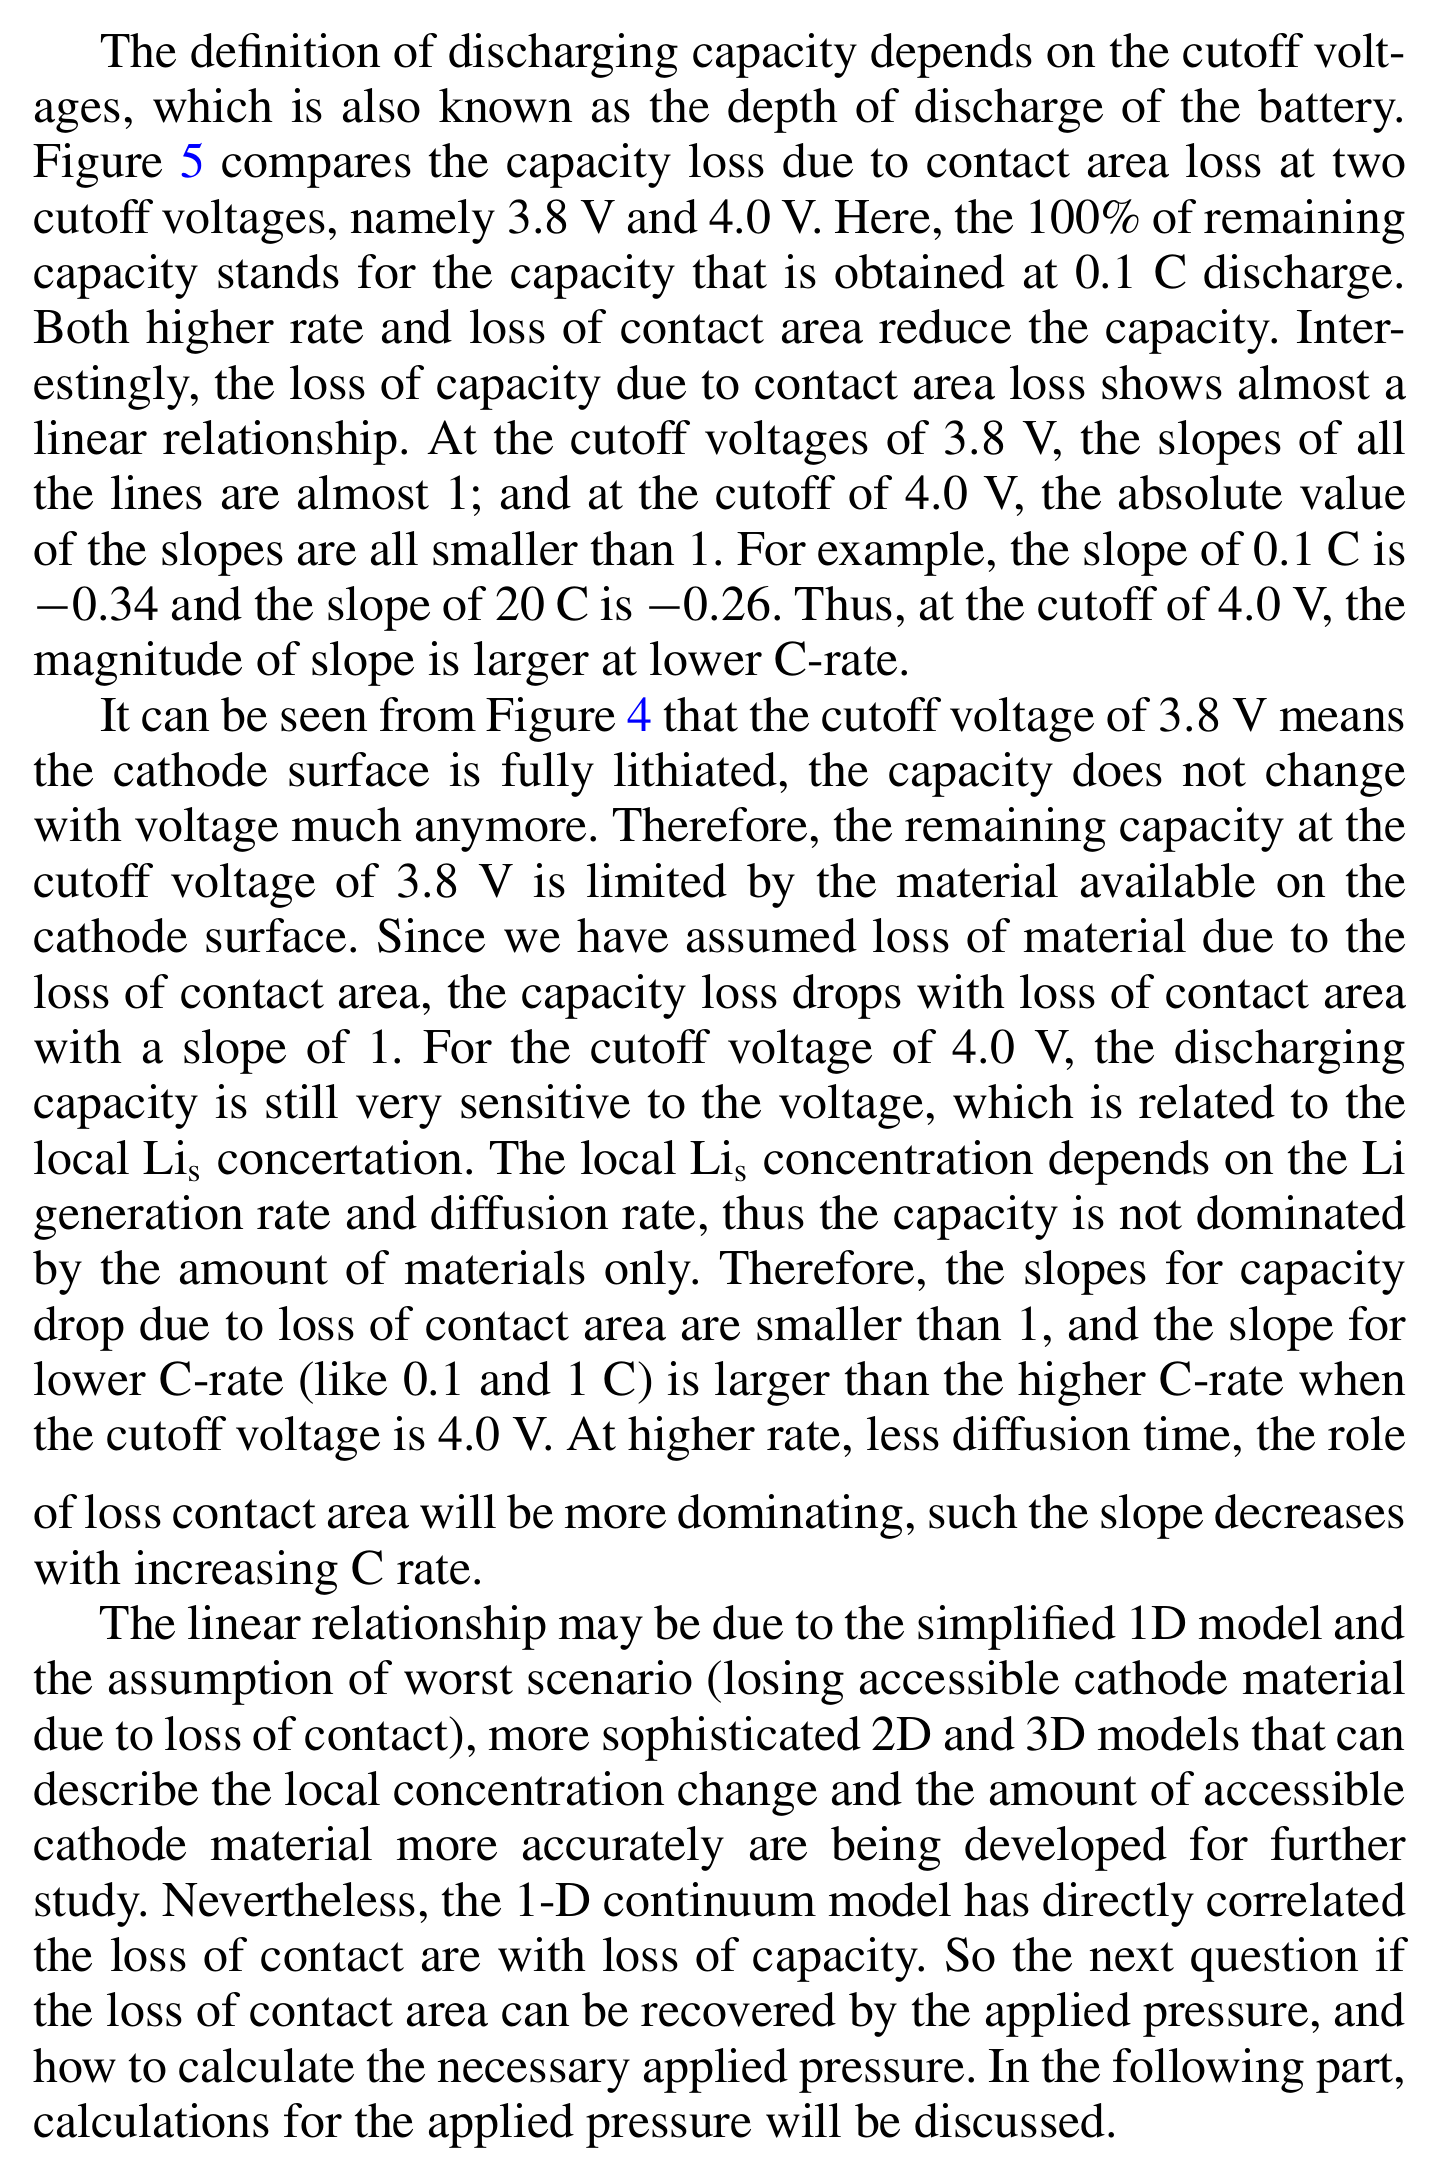 The definition of discharging capacity depends on the cutoff volt-
ages, which is also known as the depth of discharge of the battery.
Figure 5 compares the capacity loss due to contact area loss at two
cutoff voltages, namely 3.8 V and 4.0 V. Here, the 100% of remaining
capacity stands for the capacity that is obtained at 0.1 C discharge.
Both higher rate and loss of contact area reduce the capacity. Inter-
estingly, the loss of capacity due to contact area loss shows almost a
linear relationship. At the cutoff voltages of 3.8 V, the slopes of all
the lines are almost 1; and at the cutoff of 4.0 V, the absolute value
of the slopes are all smaller than 1. For example, the slope of 0.1 C is
−0.34 and the slope of 20 C is −0.26. Thus, at the cutoff of 4.0 V, the
magnitude of slope is larger at lower C-rate.
It can be seen from Figure 4 that the cutoff voltage of 3.8 V means
the cathode surface is fully lithiated, the capacity does not change
with voltage much anymore. Therefore, the remaining capacity at the
cutoff voltage of 3.8 V is limited by the material available on the
cathode surface. Since we have assumed loss of material due to the
loss of contact area, the capacity loss drops with loss of contact area
with a slope of 1. For the cutoff voltage of 4.0 V, the discharging
capacity is still very sensitive to the voltage, which is related to the
local Liₛ concertation. The local Liₛ concentration depends on the Li
generation rate and diffusion rate, thus the capacity is not dominated
by the amount of materials only. Therefore, the slopes for capacity
drop due to loss of contact area are smaller than 1, and the slope for
lower C-rate (like 0.1 and 1 C) is larger than the higher C-rate when
the cutoff voltage is 4.0 V. At higher rate, less diffusion time, the role
of loss contact area will be more dominating, such the slope decreases
with increasing C rate.
The linear relationship may be due to the simplified 1D model and
the assumption of worst scenario (losing accessible cathode material
due to loss of contact), more sophisticated 2D and 3D models that can
describe the local concentration change and the amount of accessible
cathode material more accurately are being developed for further
study. Nevertheless, the 1-D continuum model has directly correlated
the loss of contact are with loss of capacity. So the next question if
the loss of contact area can be recovered by the applied pressure, and
how to calculate the necessary applied pressure. In the following part,
calculations for the applied pressure will be discussed.